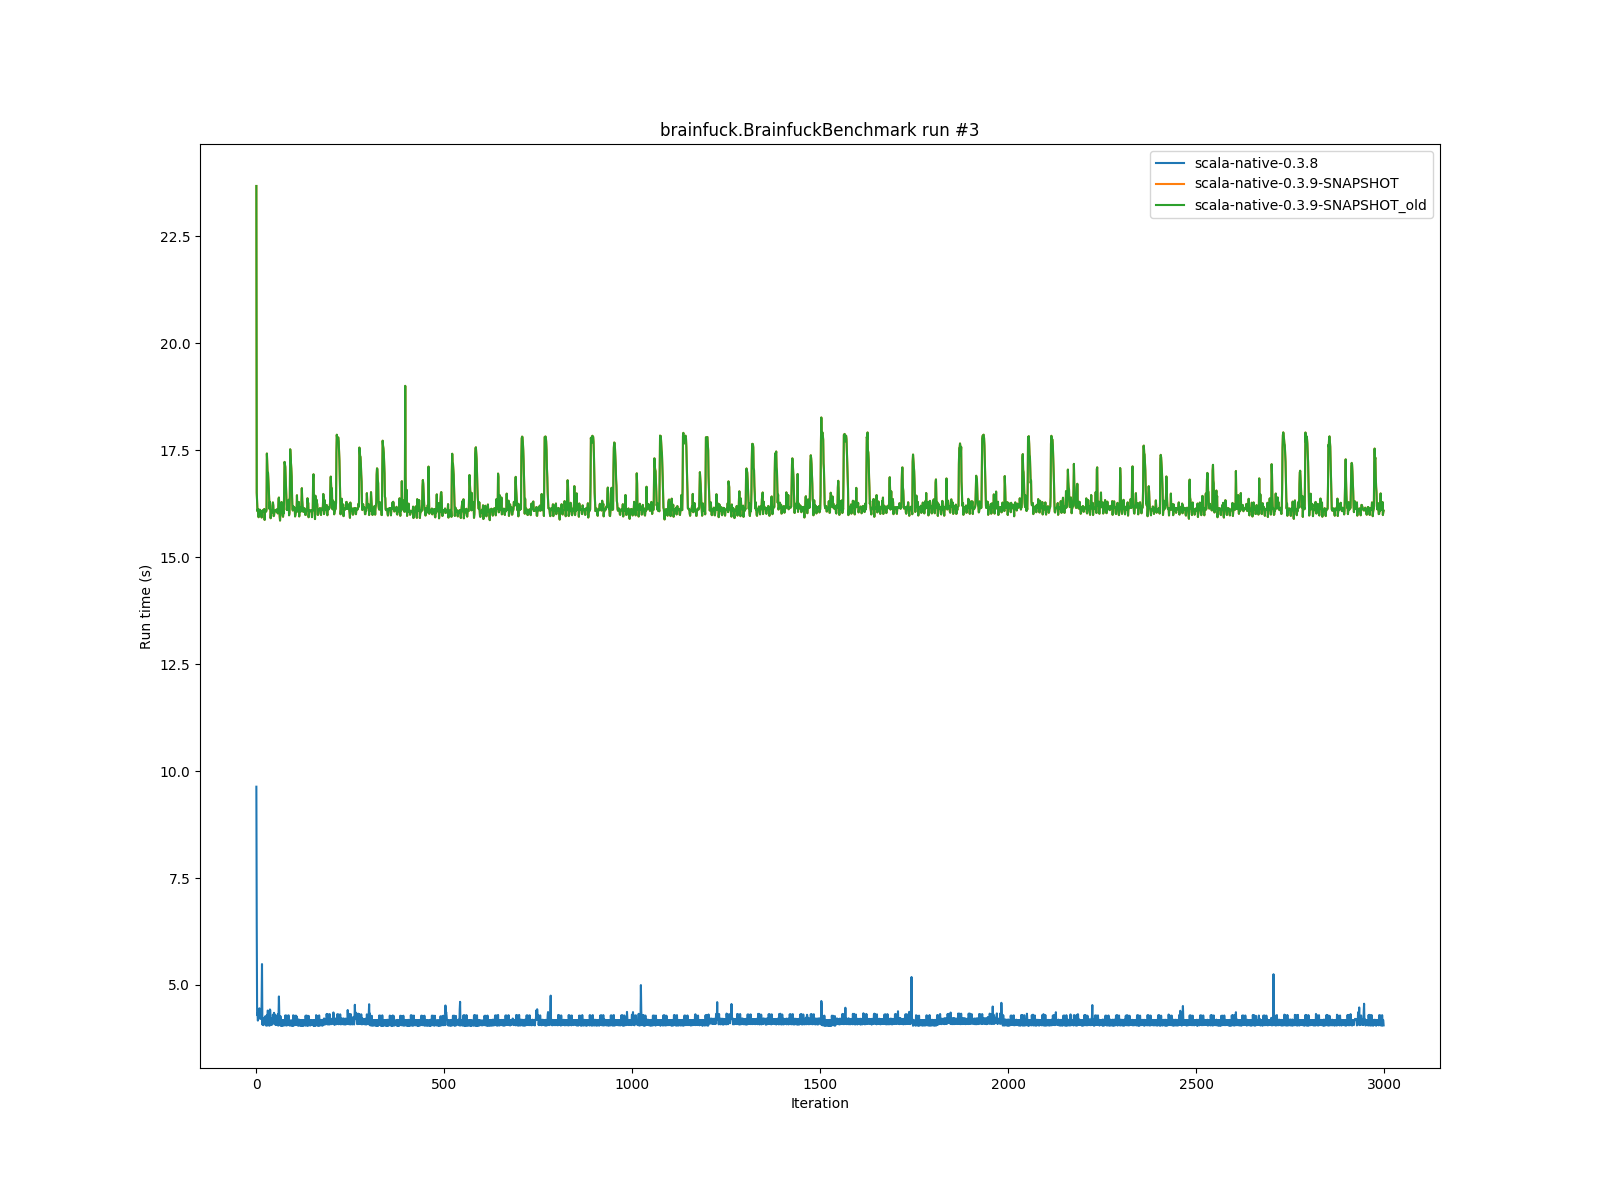 brainfuck.BrainfuckBenchmark run #3
scala-native-0.3.8
scala-native-0.3.9-SNAPSHOT
scala-native-0.3.9-SNAPSHOT_old
22.5
20.0
17.5
15.0
12.5
10.0
7.5
5.0
Run time (s)
0 500 1000 1500 2000 2500 3000
Iteration